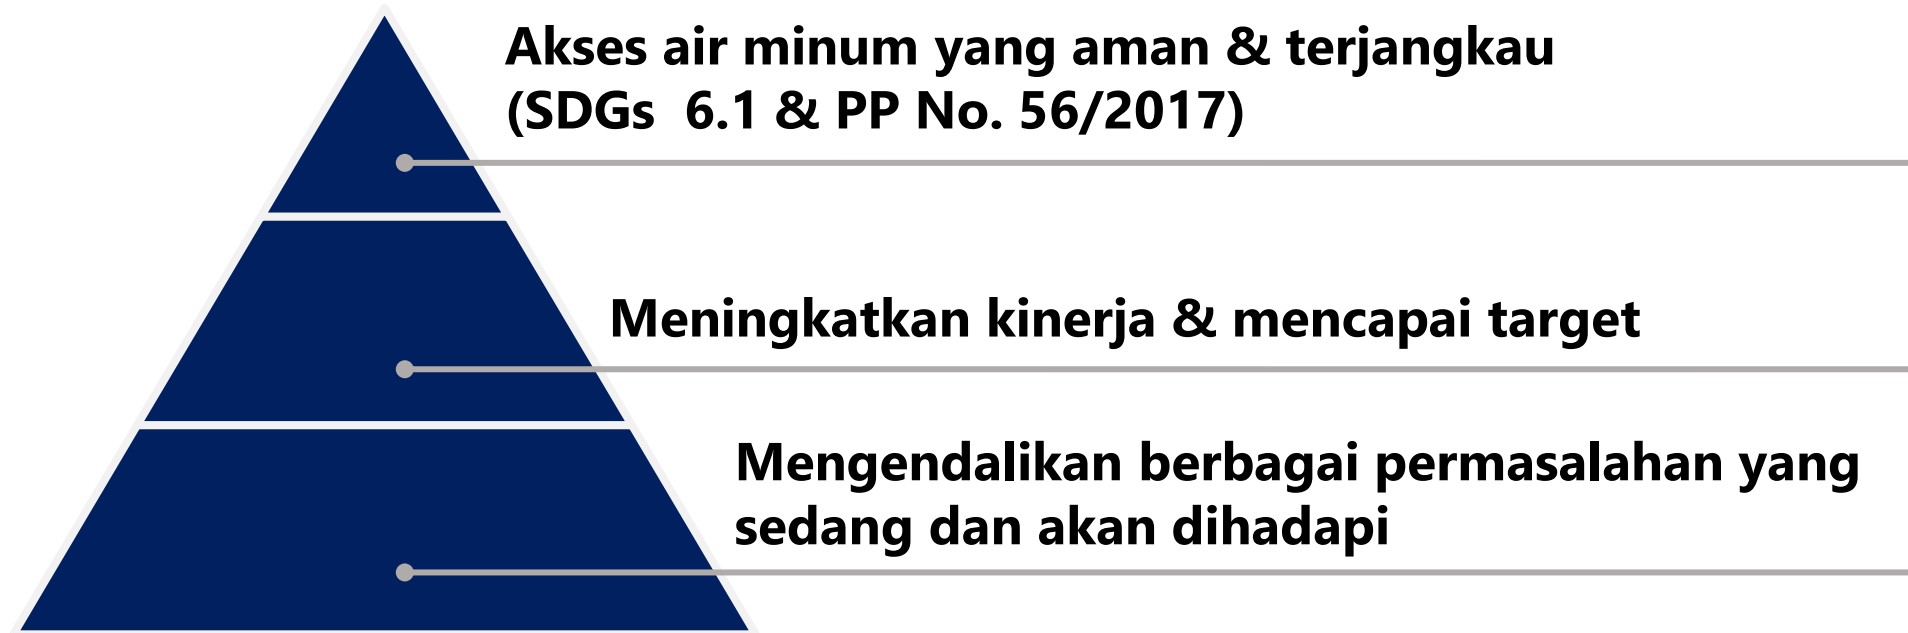 Akses air minum yang aman & terjangkau
(SDGs  6.1 & PP No. 56/2017)
Meningkatkan kinerja & mencapai target
Mengendalikan berbagai permasalahan yang
sedang dan akan dihadapi